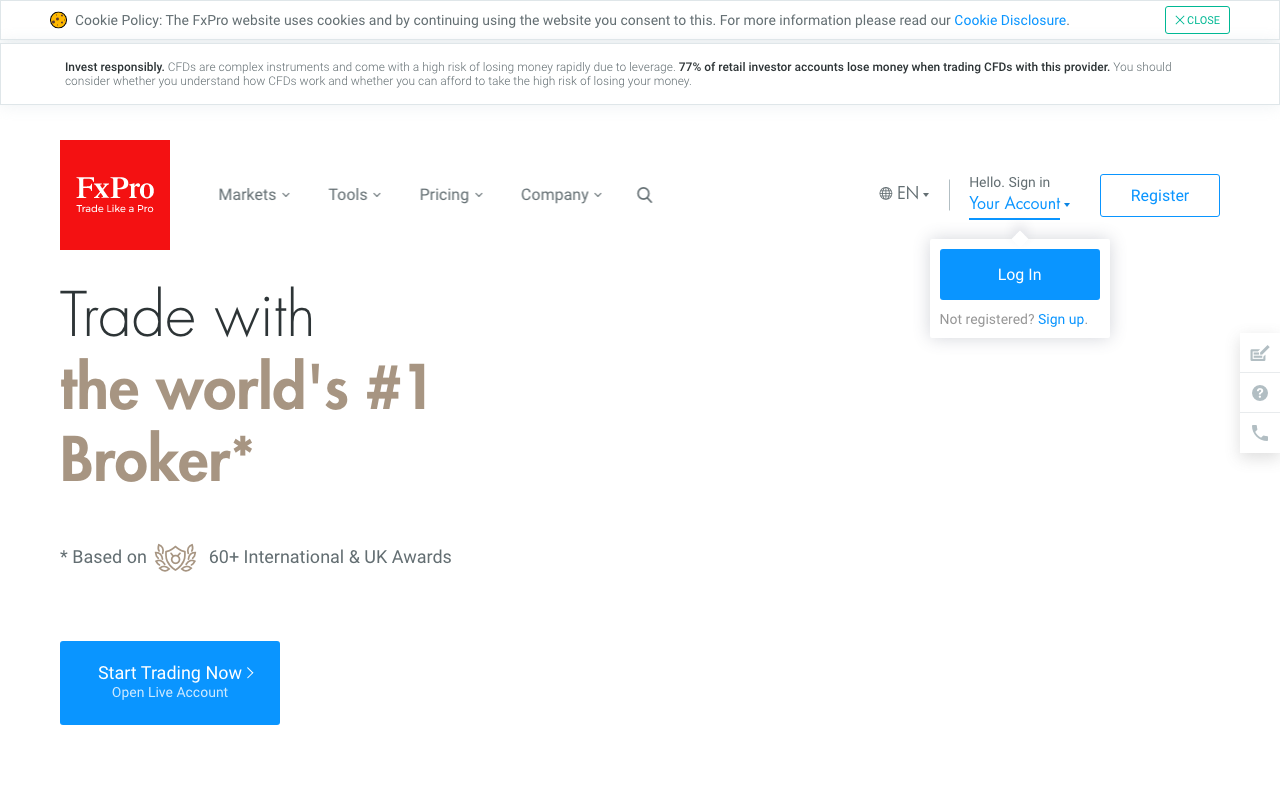 Cookie Policy: The FxPro website uses cookies and by continuing using the website you consent to this. For more information please read our Cookie Disclosure.
CLOSE
Invest responsibly. CFDs are complex instruments and come with a high risk of losing money rapidly due to leverage. 77% of retail investor accounts lose money when trading CFDs with this provider. You should
consider whether you understand how CFDs work and whether you can afford to take the high risk of losing your money.
FxPro
Trade Like a Pro
Markets
Tools
Pricing
Company
EN
Hello. Sign in
Your Account
Register
Log In
Not registered? Sign up.
Trade with
the world's #1
Broker*
* Based on 60+ International & UK Awards
Start Trading Now
Open Live Account